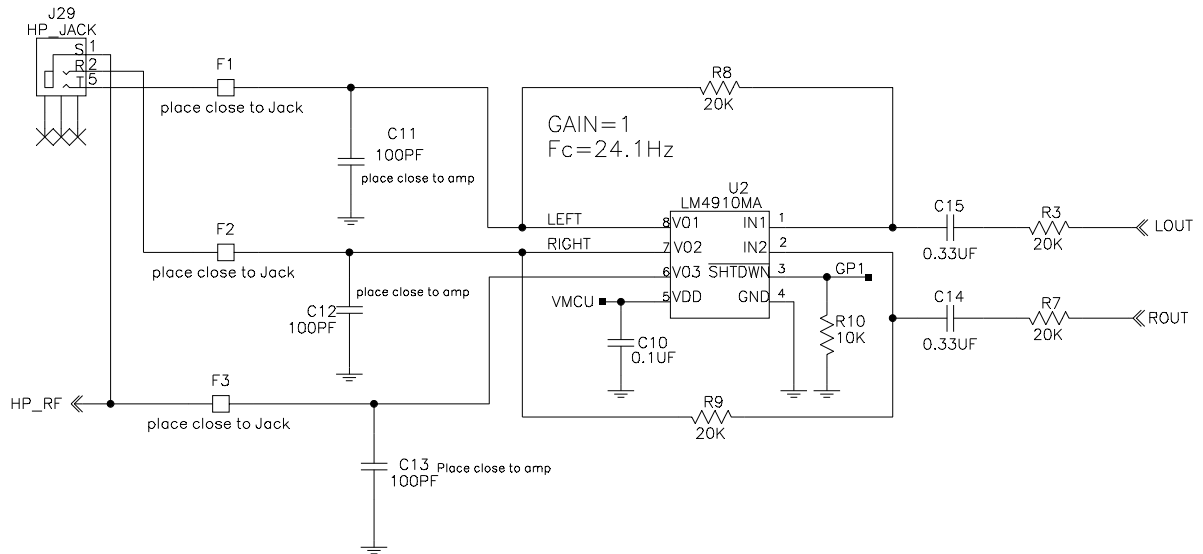 J29
HP_JACK
S 1
R 2
T 5
F1
place close to Jack
C11
100PF
place close to amp
R8
20K
GAIN=1
Fc=24.1Hz
U2
LM4910MA
LEFT
8 VO1
IN1 1
C15
0.33UF
R3
20K
LOUT
F2
place close to Jack
RIGHT
7 VO2
IN2 2
C12
100PF
place close to amp
6 VO3
SHTDWN 3
GP1
VMCU
5 VDD
GND 4
C14
0.33UF
R7
20K
ROUT
C10
0.1UF
R10
10K
HP_RF
F3
place close to Jack
R9
20K
C13
100PF
Place close to amp